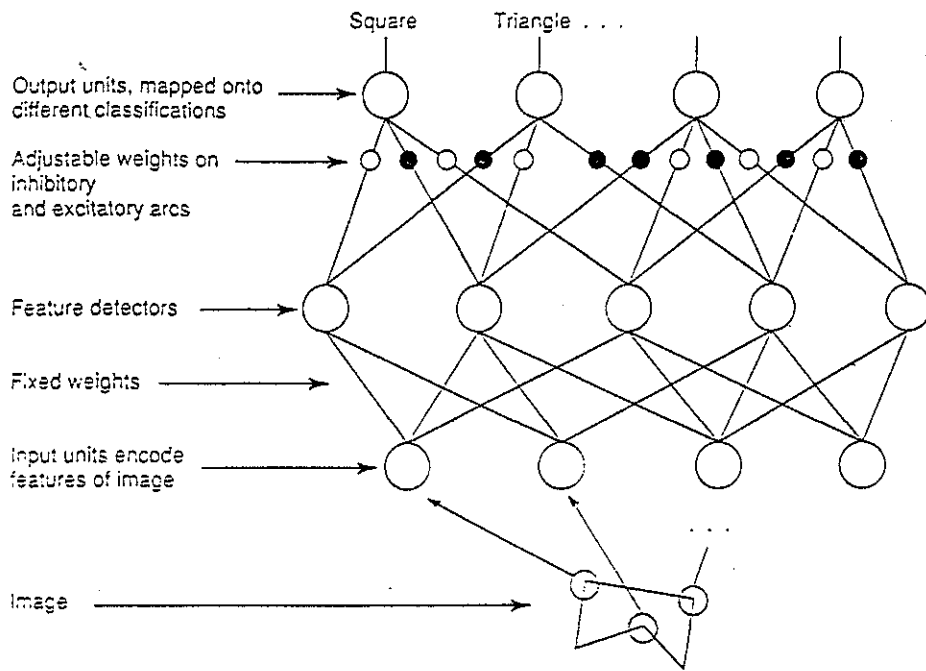 Square
Triangle . . .
Output units, mapped onto
different classifications
Adjustable weights on
inhibitory
and excitatory arcs
Feature detectors
Fixed weights
Input units encode
features of image
. . .
Image